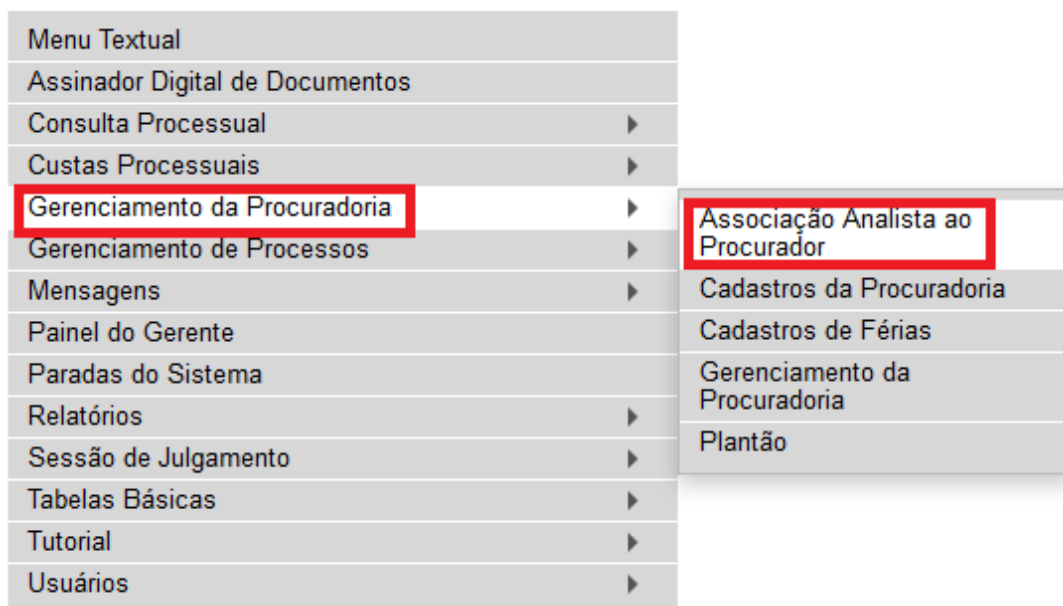 Menu Textual
Assinador Digital de Documentos
Consulta Processual
Custas Processuais
Gerenciamento da Procuradoria
Gerenciamento de Processos
Mensagens
Painel do Gerente
Paradas do Sistema
Relatórios
Sessão de Julgamento
Tabelas Básicas
Tutorial
Usuários
Associação Analista ao
Procurador
Cadastros da Procuradoria
Cadastros de Férias
Gerenciamento da
Procuradoria
Plantão